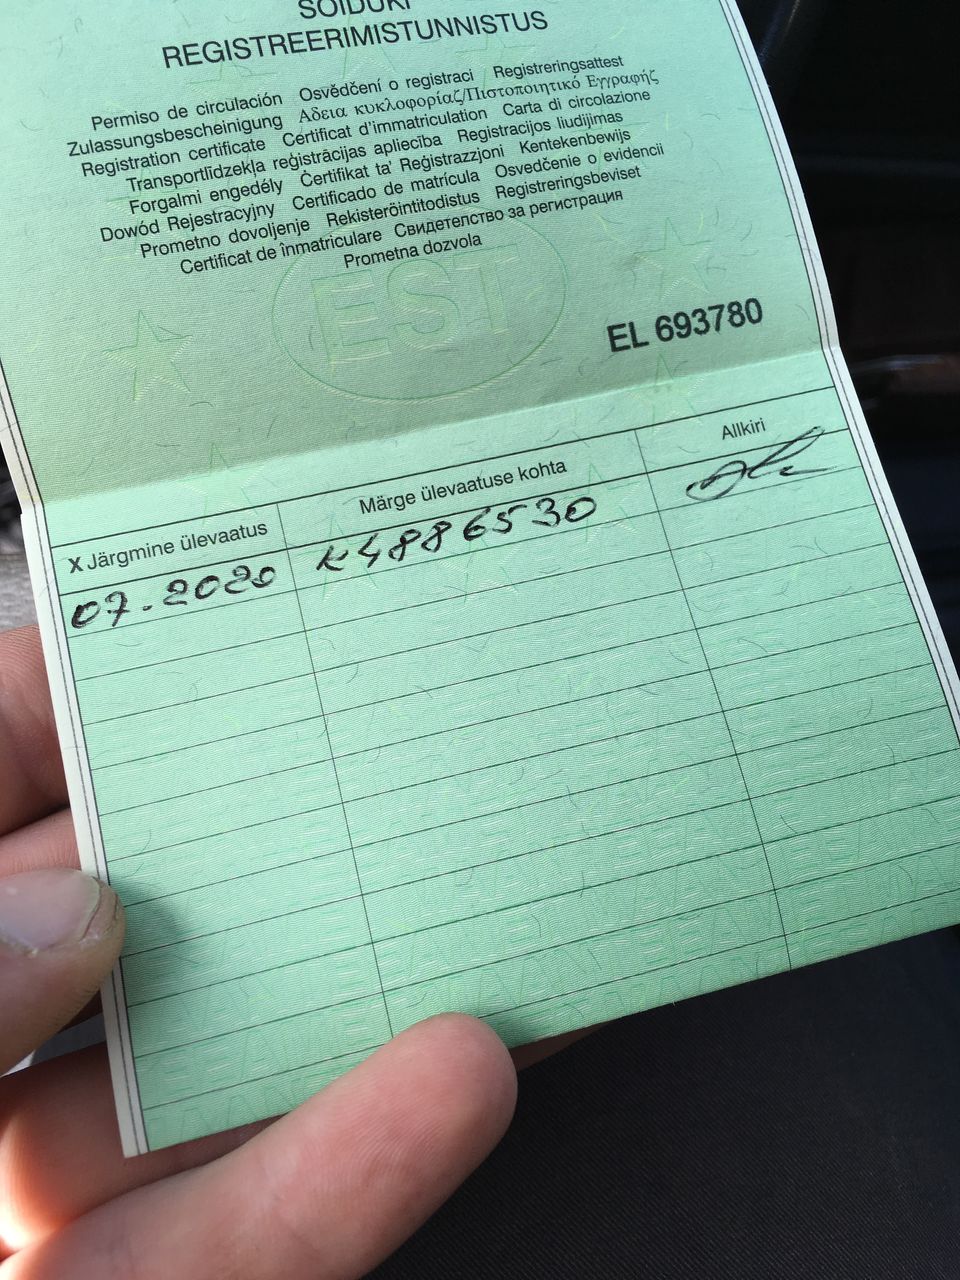 SÕIDUKI
REGISTREERIMISTUNNISTUS
Permiso de circulación Osvědčení o registraci Registreringsattest
Zulassungsbescheinigung Αδεια κυκλοφορίας/Πιστοποιητικό Εγγραφής
Registration certificate Certificat d'immatriculation Carta di circolazione
Transportlīdzekļa reģistrācijas apliecība Registracijos liudijimas
Forgalmi engedély Ċertifikat ta' Reġistrazzjoni Kentekenbewijs
Dowód Rejestracyjny Certificado de matrícula Osvedčenie o evidencii
Prometno dovoljenje Rekisteröintitodistus Registreringsbeviset
Certificat de înmatriculare Свидетелство за регистрация
Prometna dozvola
EST
EL 693780
X Järgmine ülevaatus Märge ülevaatuse kohta Allkiri
07.2020 K4886530